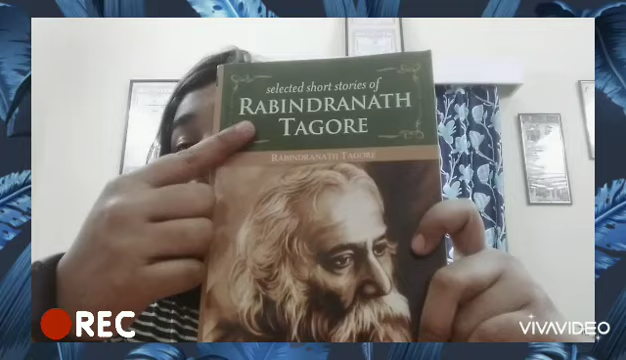 selected short stories of
RABINDRANATH
TAGORE
RABINDRANATH TAGORE
REC
VIVAVIDEO